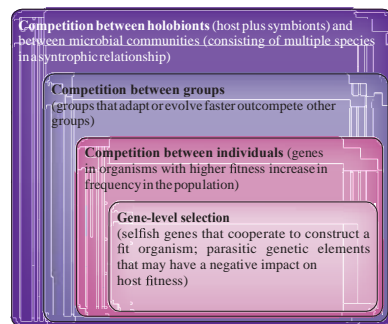 Competition between holobionts (host plus symbionts) and
between microbial communities (consisting of multiple species
in a syntrophic relationship)
Competition between groups
(groups that adapt or evolve faster outcompete other
groups)
Competition between individuals (genes
in organisms with higher fitness increase in
frequency in the population)
Gene-level selection
(selfish genes that cooperate to construct a
fit organism; parasitic genetic elements
that may have a negative impact on
host fitness)